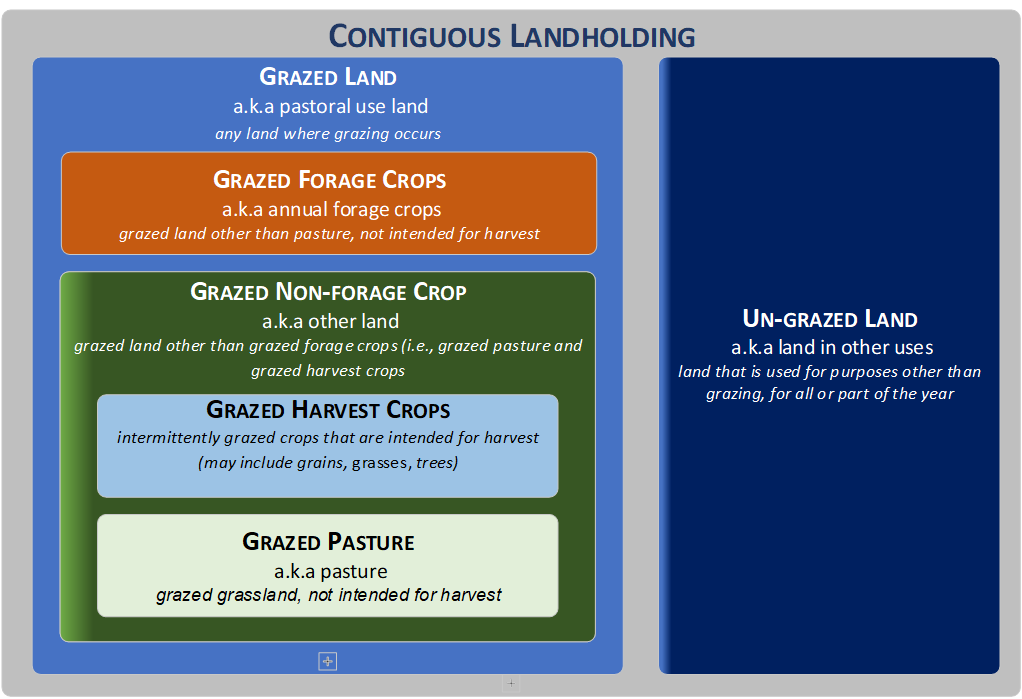 CONTIGUOUS LANDHOLDING
GRAZED LAND
a.k.a pastoral use land
any land where grazing occurs
GRAZED FORAGE CROPS
a.k.a annual forage crops
grazed land other than pasture, not intended for harvest
GRAZED NON-FORAGE CROP
a.k.a other land
grazed land other than grazed forage crops (i.e., grazed pasture and
grazed harvest crops
GRAZED HARVEST CROPS
intermittently grazed crops that are intended for harvest
(may include grains, grasses, trees)
GRAZED PASTURE
a.k.a pasture
grazed grassland, not intended for harvest
UN-GRAZED LAND
a.k.a land in other uses
land that is used for purposes other than
grazing, for all or part of the year